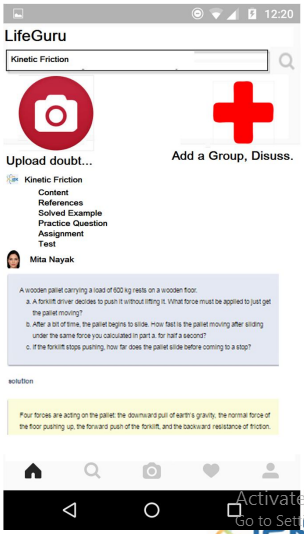 12:20
LifeGuru
Kinetic Friction
Upload doubt...
Add a Group, Disuss.
Kinetic Friction
Content
References
Solved Example
Practice Question
Assignment
Test
Mita Nayak
A wooden pallet carrying a load of 600 kg rests on a wooden floor.
a. A forklift driver decides to push it without lifting it. What force must be applied to just get
the pallet moving?
b. After a bit of time, the pallet begins to slide. How fast is the pallet moving after sliding
under the same force you calculated in part a. for half a second?
c. If the forklift stops pushing, how far does the pallet slide before coming to a stop?
solution
Four forces are acting on the pallet: the downward pull of earth's gravity, the normal force of
the floor pushing up, the forward push of the forklift, and the backward resistance of friction.
Activate
Go to Sett